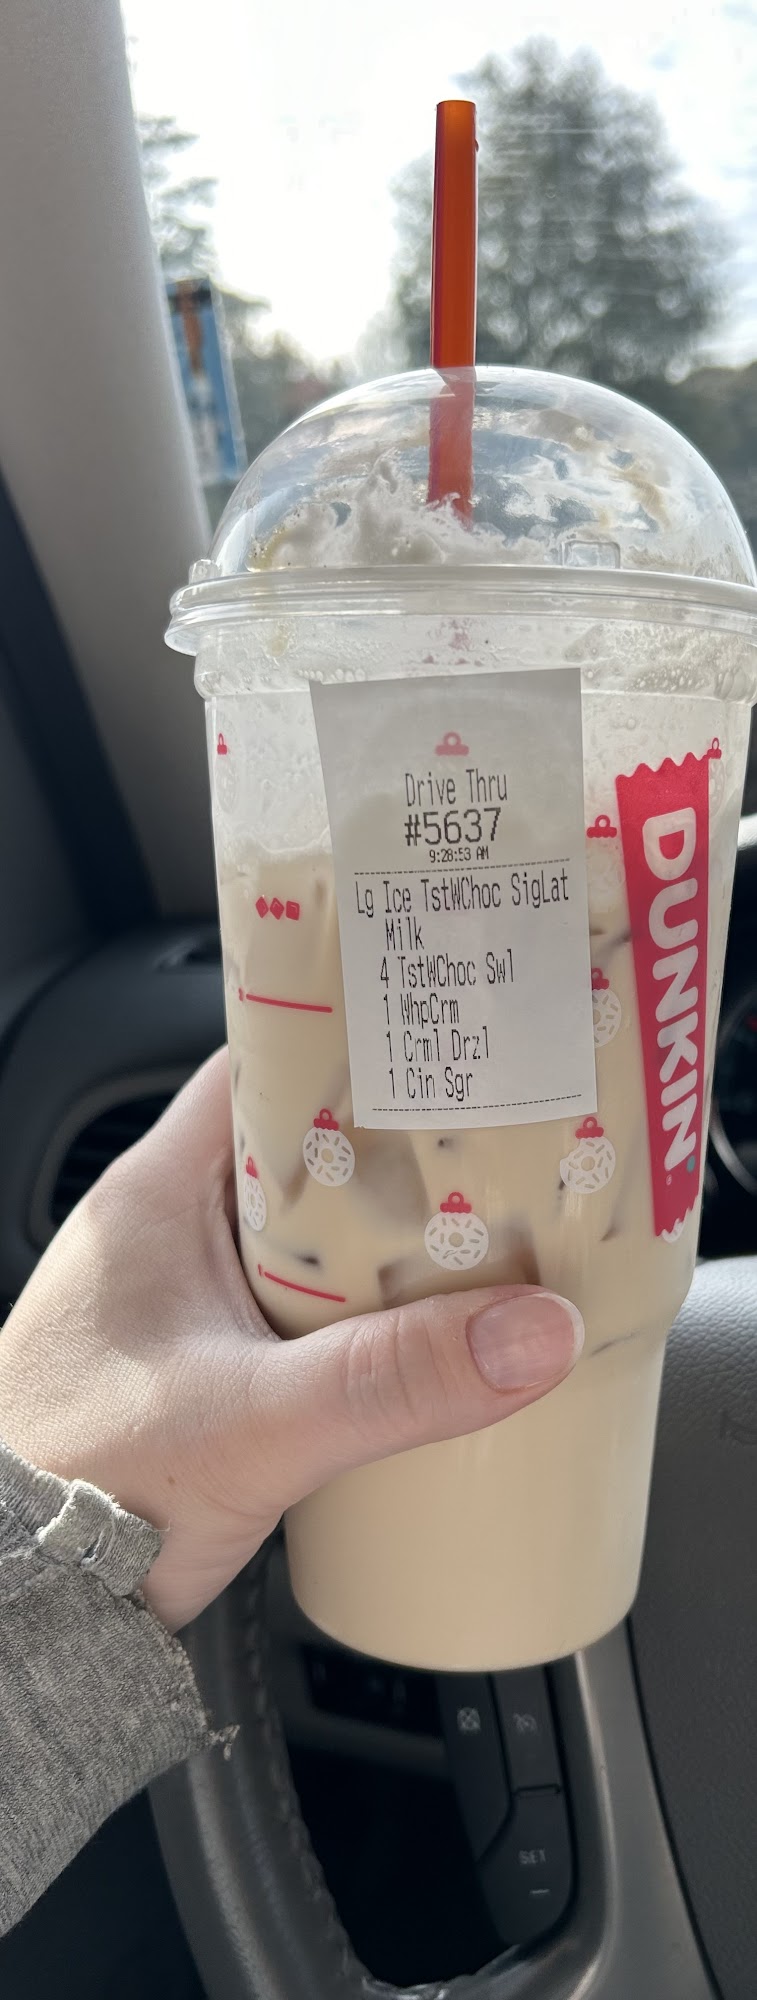 Drive Thru
#5637
9:28:53 AM
Lg Ice TstWChoc SigLat
Milk
4 TstWChoc Swl
1 WhpCrm
1 Crml Drzl
1 Cin Sgr
DUNKIN'
SET